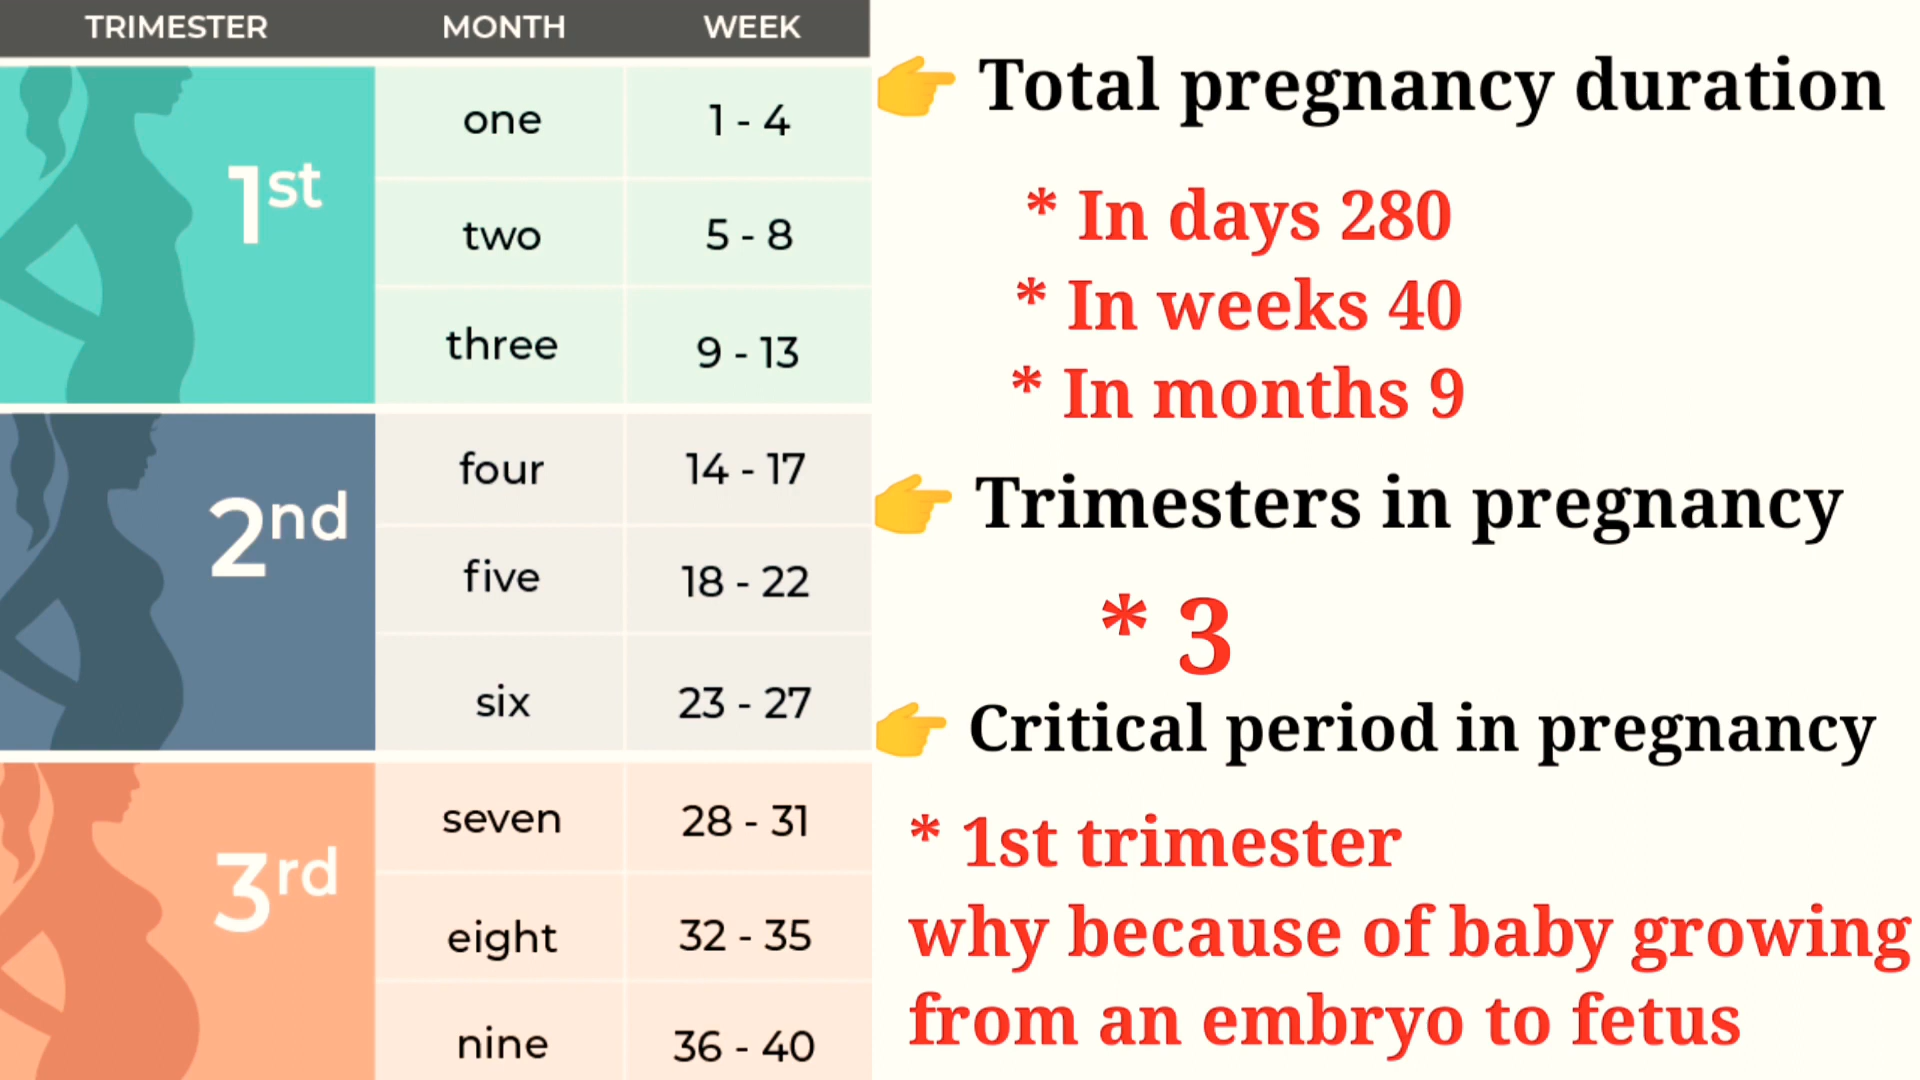 TRIMESTER MONTH WEEK
1st
one 1 - 4
two 5 - 8
three 9 - 13
2nd
four 14 - 17
five 18 - 22
six 23 - 27
3rd
seven 28 - 31
eight 32 - 35
nine 36 - 40
👉 Total pregnancy duration
* In days 280
* In weeks 40
* In months 9
👉 Trimesters in pregnancy
* 3
👉 Critical period in pregnancy
* 1st trimester
why because of baby growing
from an embryo to fetus